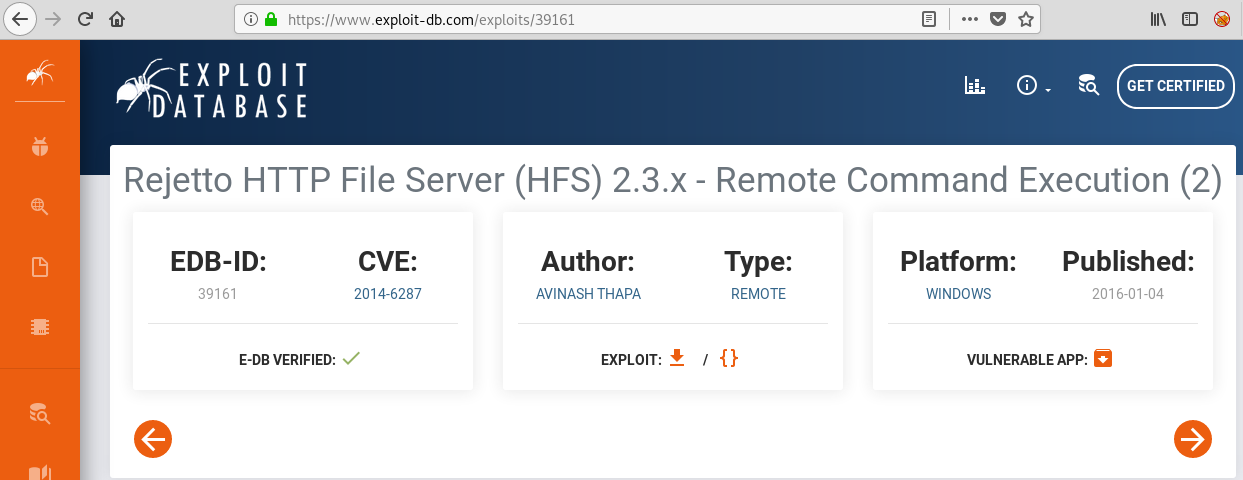 https://www.exploit-db.com/exploits/39161
EXPLOIT
DATABASE
GET CERTIFIED
Rejetto HTTP File Server (HFS) 2.3.x - Remote Command Execution (2)
EDB-ID: CVE: Author: Type: Platform: Published:
39161 2014-6287 AVINASH THAPA REMOTE WINDOWS 2016-01-04
E-DB VERIFIED: EXPLOIT: / {} VULNERABLE APP: